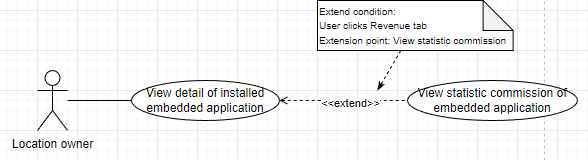 Extend condition:
User clicks Revenue tab
Extension point: View statistic commission
View detail of installed
embedded application
<<extend>>
View statistic commission of
embedded application
Location owner